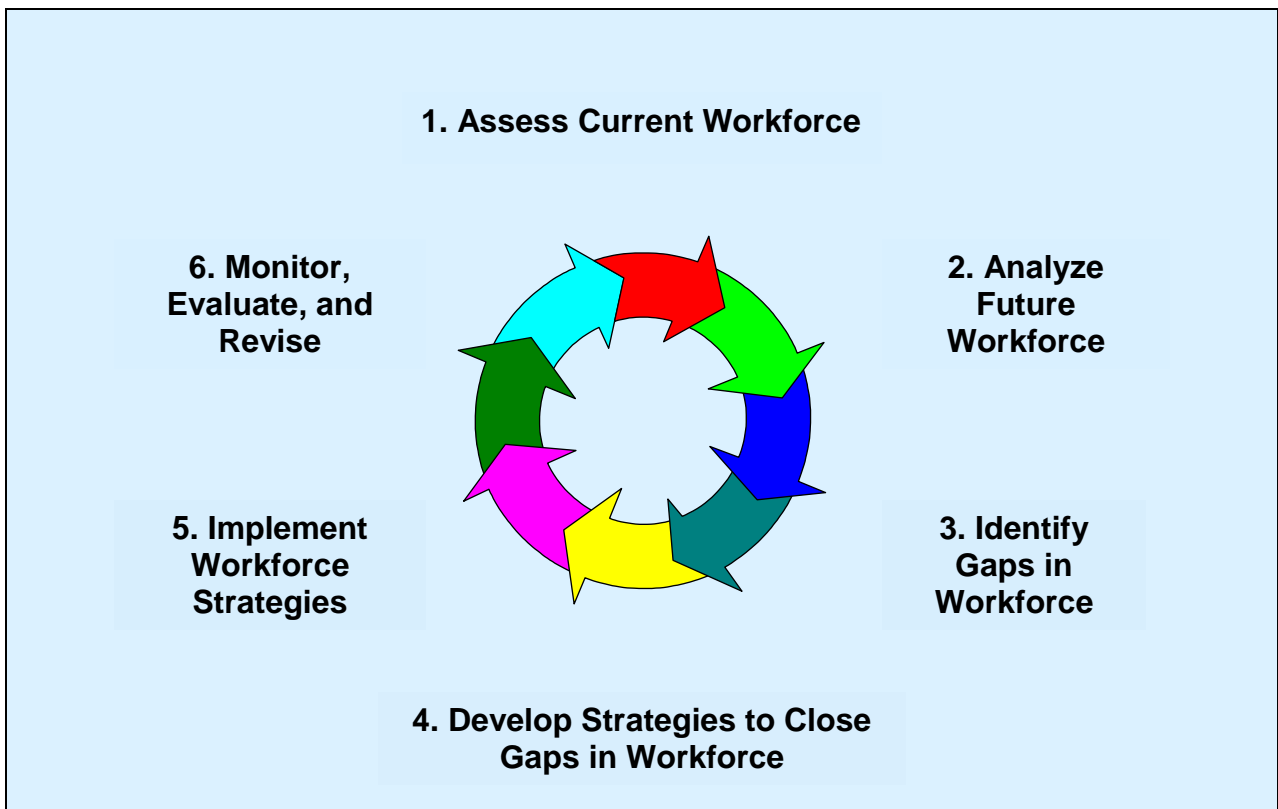 1. Assess Current Workforce
2. Analyze
Future
Workforce
3. Identify
Gaps in
Workforce
4. Develop Strategies to Close
Gaps in Workforce
5. Implement
Workforce
Strategies
6. Monitor,
Evaluate, and
Revise